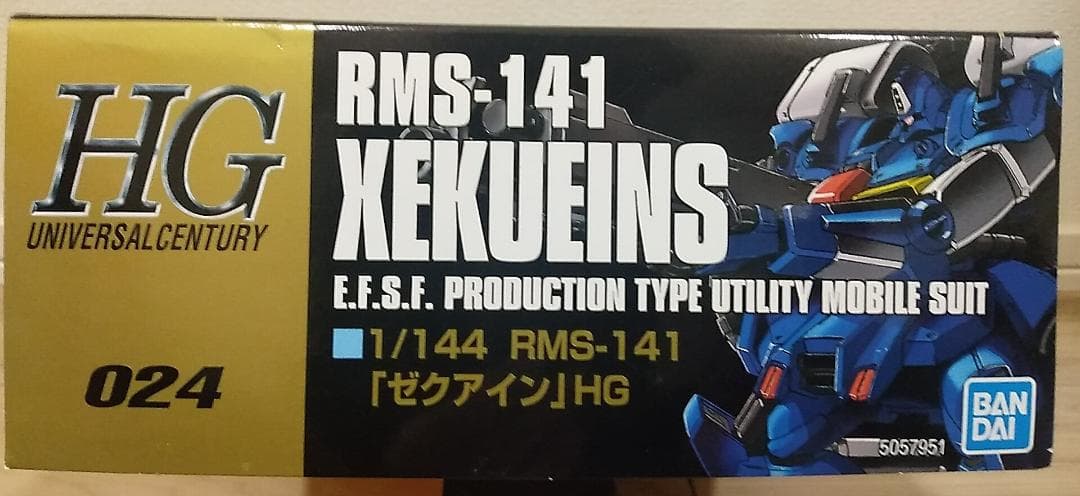 HG
UNIVERSALCENTURY
024
RMS-141
XEKUEINS
E.F.S.F. PRODUCTION TYPE UTILITY MOBILE SUIT
1/144 RMS-141
「ゼクアイン」HG
BAN
DAI
5057951